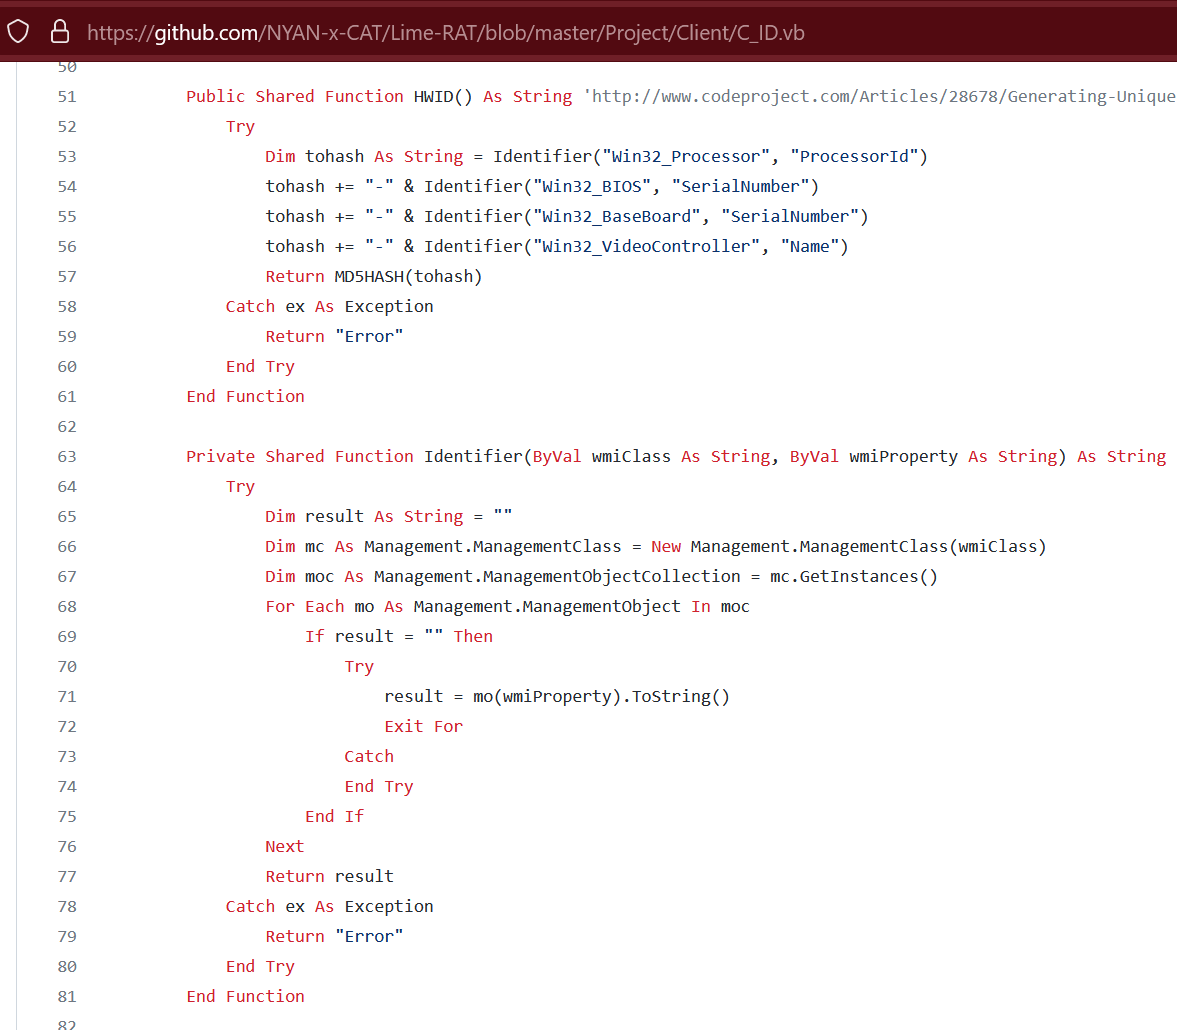 https://github.com/NYAN-x-CAT/Lime-RAT/blob/master/Project/Client/C_ID.vb
50
51 Public Shared Function HWID() As String 'http://www.codeproject.com/Articles/28678/Generating-Unique
52 Try
53 Dim tohash As String = Identifier("Win32_Processor", "ProcessorId")
54 tohash += "-" & Identifier("Win32_BIOS", "SerialNumber")
55 tohash += "-" & Identifier("Win32_BaseBoard", "SerialNumber")
56 tohash += "-" & Identifier("Win32_VideoController", "Name")
57 Return MD5HASH(tohash)
58 Catch ex As Exception
59 Return "Error"
60 End Try
61 End Function
62
63 Private Shared Function Identifier(ByVal wmiClass As String, ByVal wmiProperty As String) As String
64 Try
65 Dim result As String = ""
66 Dim mc As Management.ManagementClass = New Management.ManagementClass(wmiClass)
67 Dim moc As Management.ManagementObjectCollection = mc.GetInstances()
68 For Each mo As Management.ManagementObject In moc
69 If result = "" Then
70 Try
71 result = mo(wmiProperty).ToString()
72 Exit For
73 Catch
74 End Try
75 End If
76 Next
77 Return result
78 Catch ex As Exception
79 Return "Error"
80 End Try
81 End Function
82